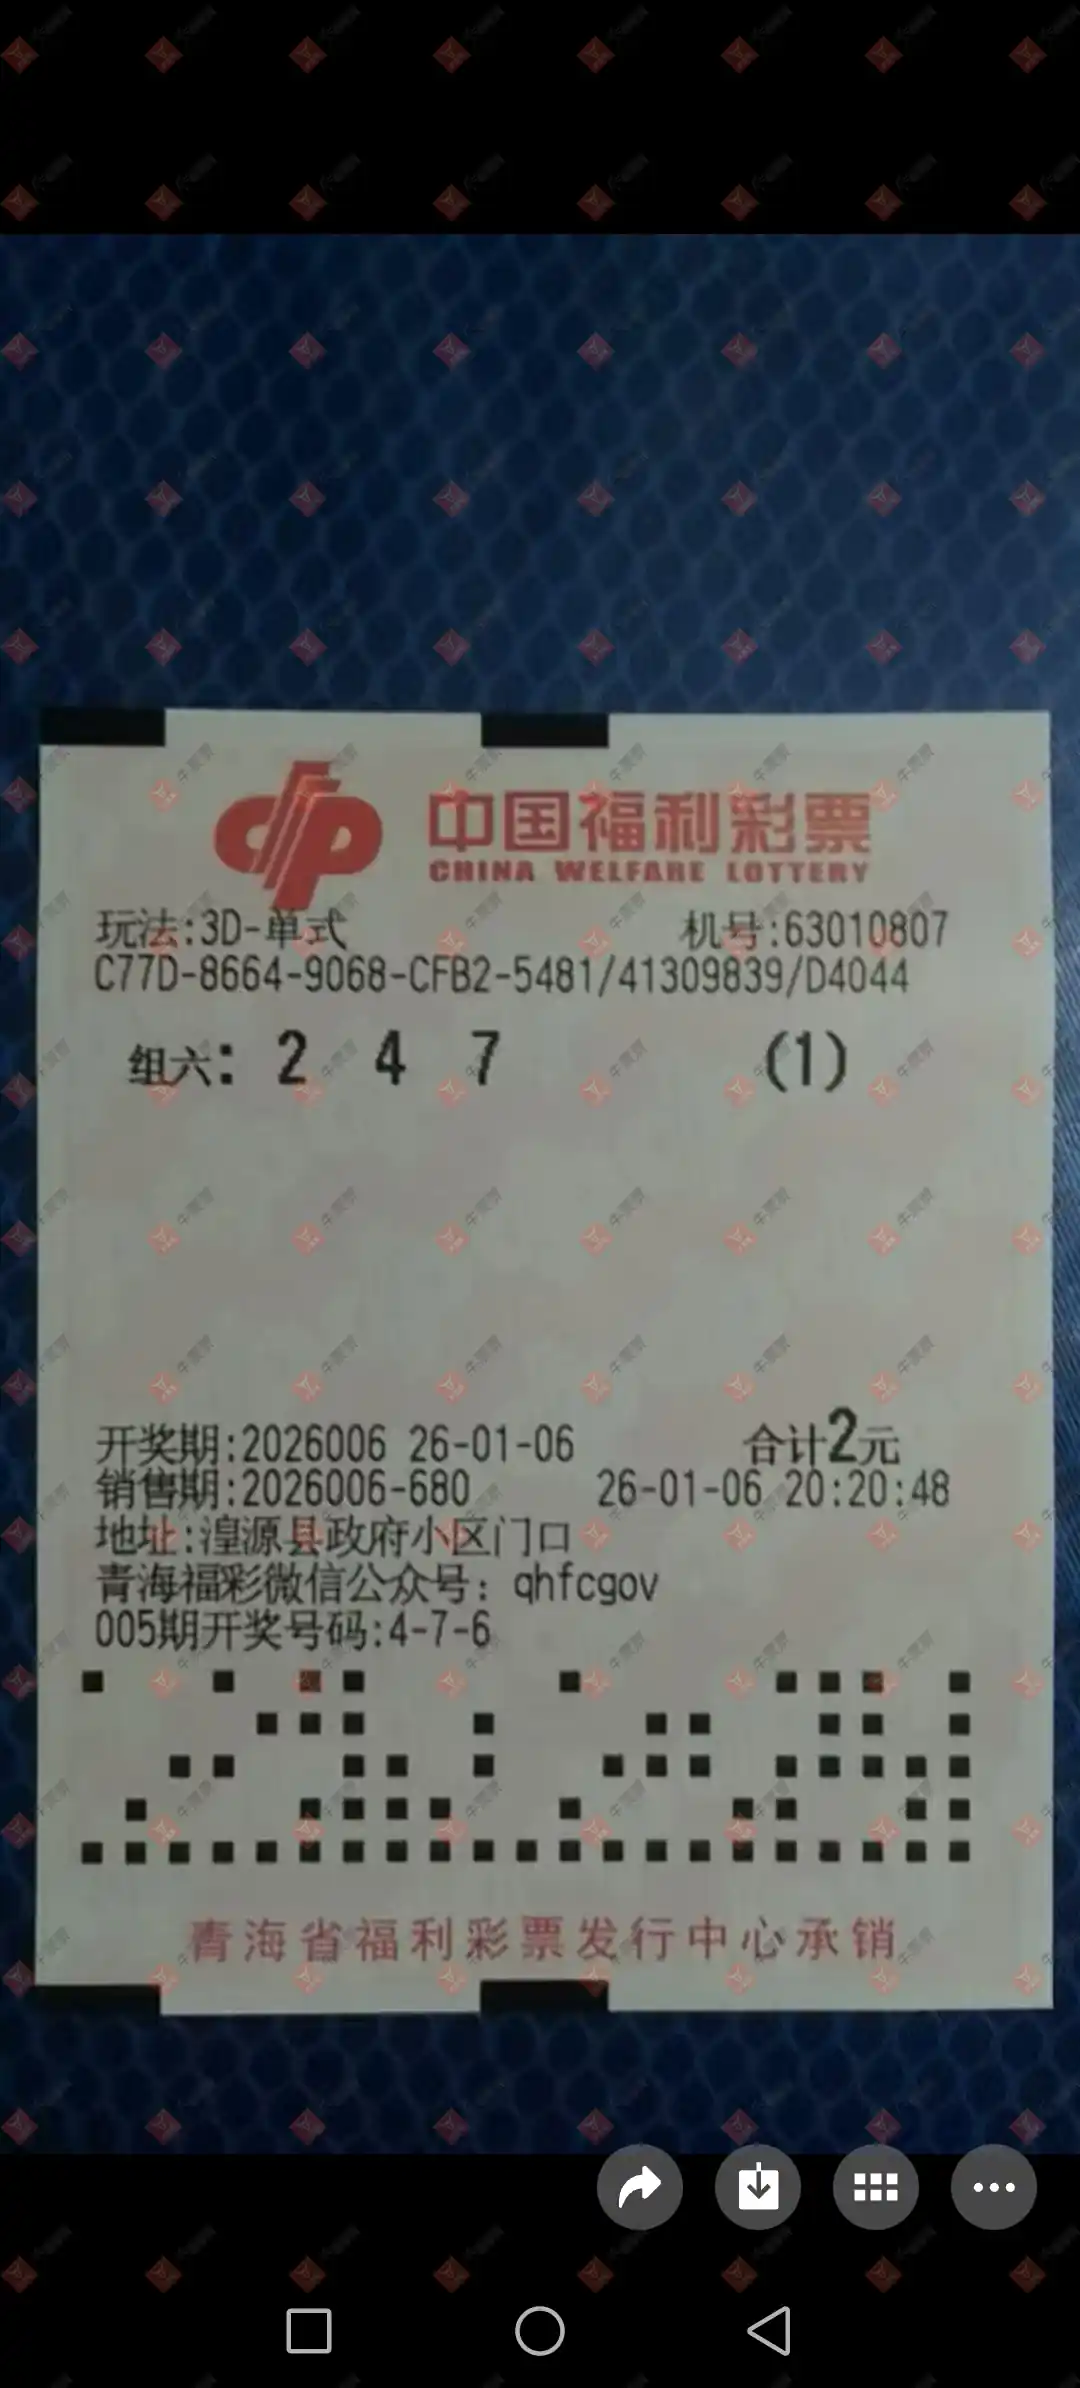 中国福利彩票
CHINA WELFARE LOTTERY
玩法:3D-单式 机号:63010807
C77D-8664-9068-CFB2-5481/41309839/D4044
组六: 2 4 7 (1)
开奖期:2026006 26-01-06 合计2元
销售期:2026006-680 26-01-06 20:20:48
地址:湟源县政府小区门口
青海福彩微信公众号: qhfcgov
005期开奖号码:4-7-6
青海省福利彩票发行中心承销